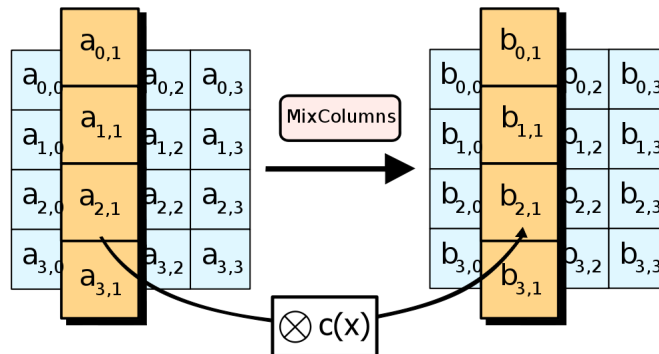 a0,1 b0,1
a0,0 a0,2 a0,3 b0,0 b0,2 b0,3
MixColumns
a1,1 b1,1
a1,0 a1,2 a1,3 b1,0 b1,2 b1,3
a2,0 a2,1 a2,2 a2,3 b2,0 b2,1 b2,2 b2,3
a3,0 a3,2 a3,3 b3,0 b3,2 b3,3
a3,1 b3,1
⊗ c(x)